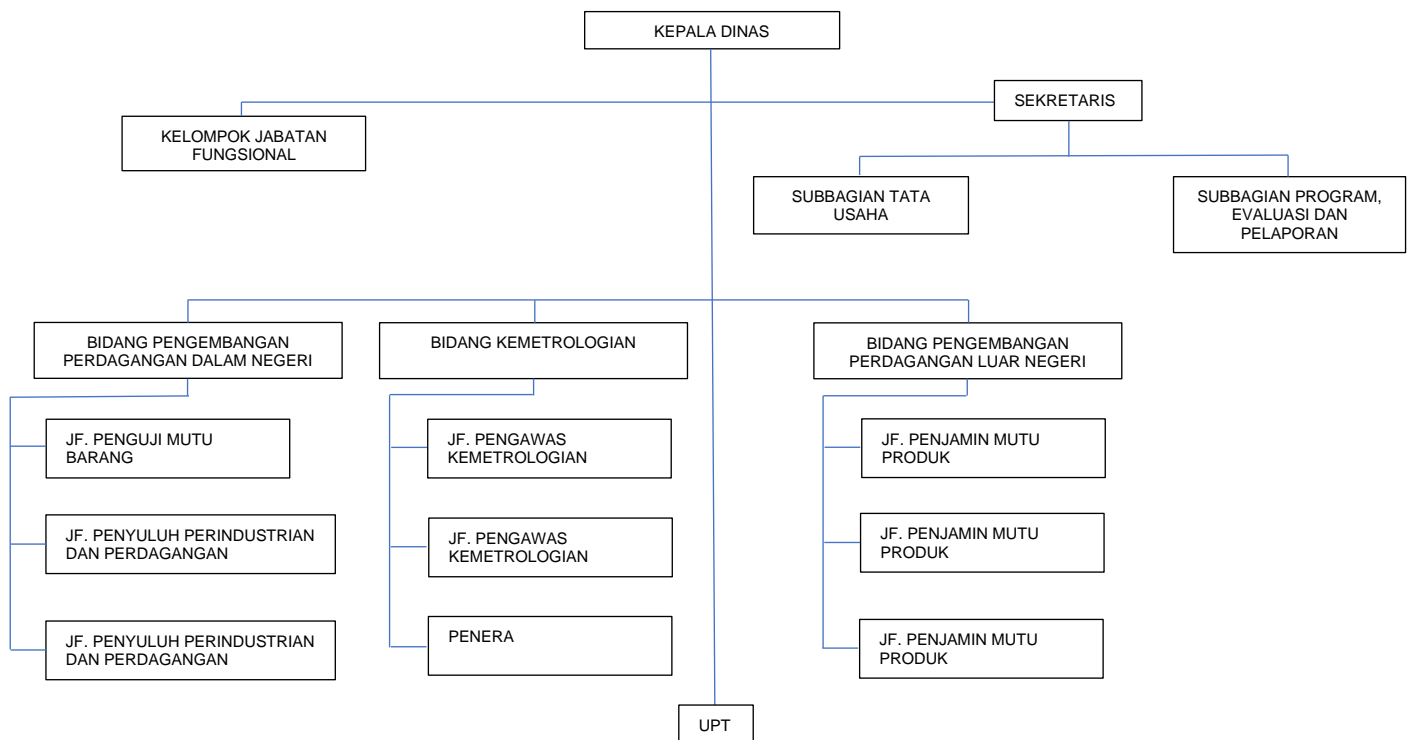 KEPALA DINAS
SEKRETARIS
KELOMPOK JABATAN
FUNGSIONAL
SUBBAGIAN TATA
USAHA
SUBBAGIAN PROGRAM,
EVALUASI DAN
PELAPORAN
BIDANG PENGEMBANGAN
PERDAGANGAN DALAM NEGERI
BIDANG KEMETROLOGIAN
BIDANG PENGEMBANGAN
PERDAGANGAN LUAR NEGERI
JF. PENGUJI MUTU
BARANG
JF. PENGAWAS
KEMETROLOGIAN
JF. PENJAMIN MUTU
PRODUK
JF. PENYULUH PERINDUSTRIAN
DAN PERDAGANGAN
JF. PENGAWAS
KEMETROLOGIAN
JF. PENJAMIN MUTU
PRODUK
JF. PENYULUH PERINDUSTRIAN
DAN PERDAGANGAN
PENERA
JF. PENJAMIN MUTU
PRODUK
UPT